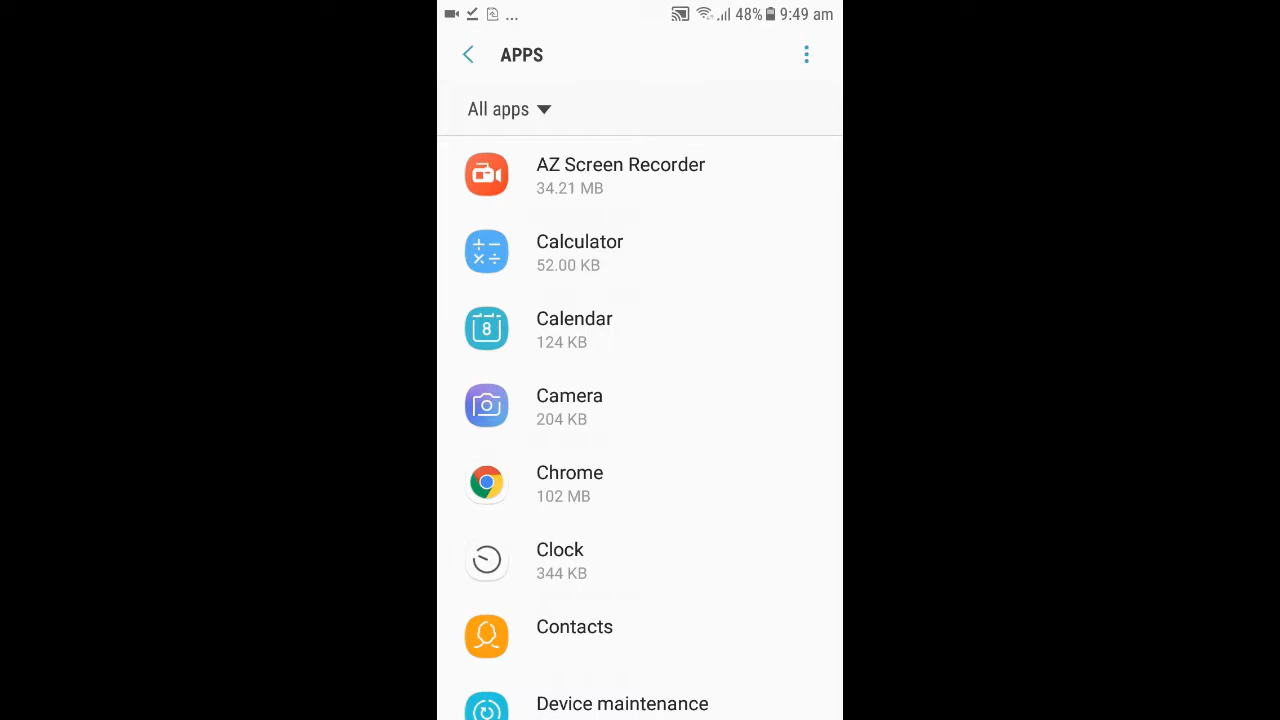 ... 48% 9:49 am
APPS
All apps
AZ Screen Recorder
34.21 MB
Calculator
52.00 KB
8
Calendar
124 KB
Camera
204 KB
Chrome
102 MB
Clock
344 KB
Contacts
Device maintenance